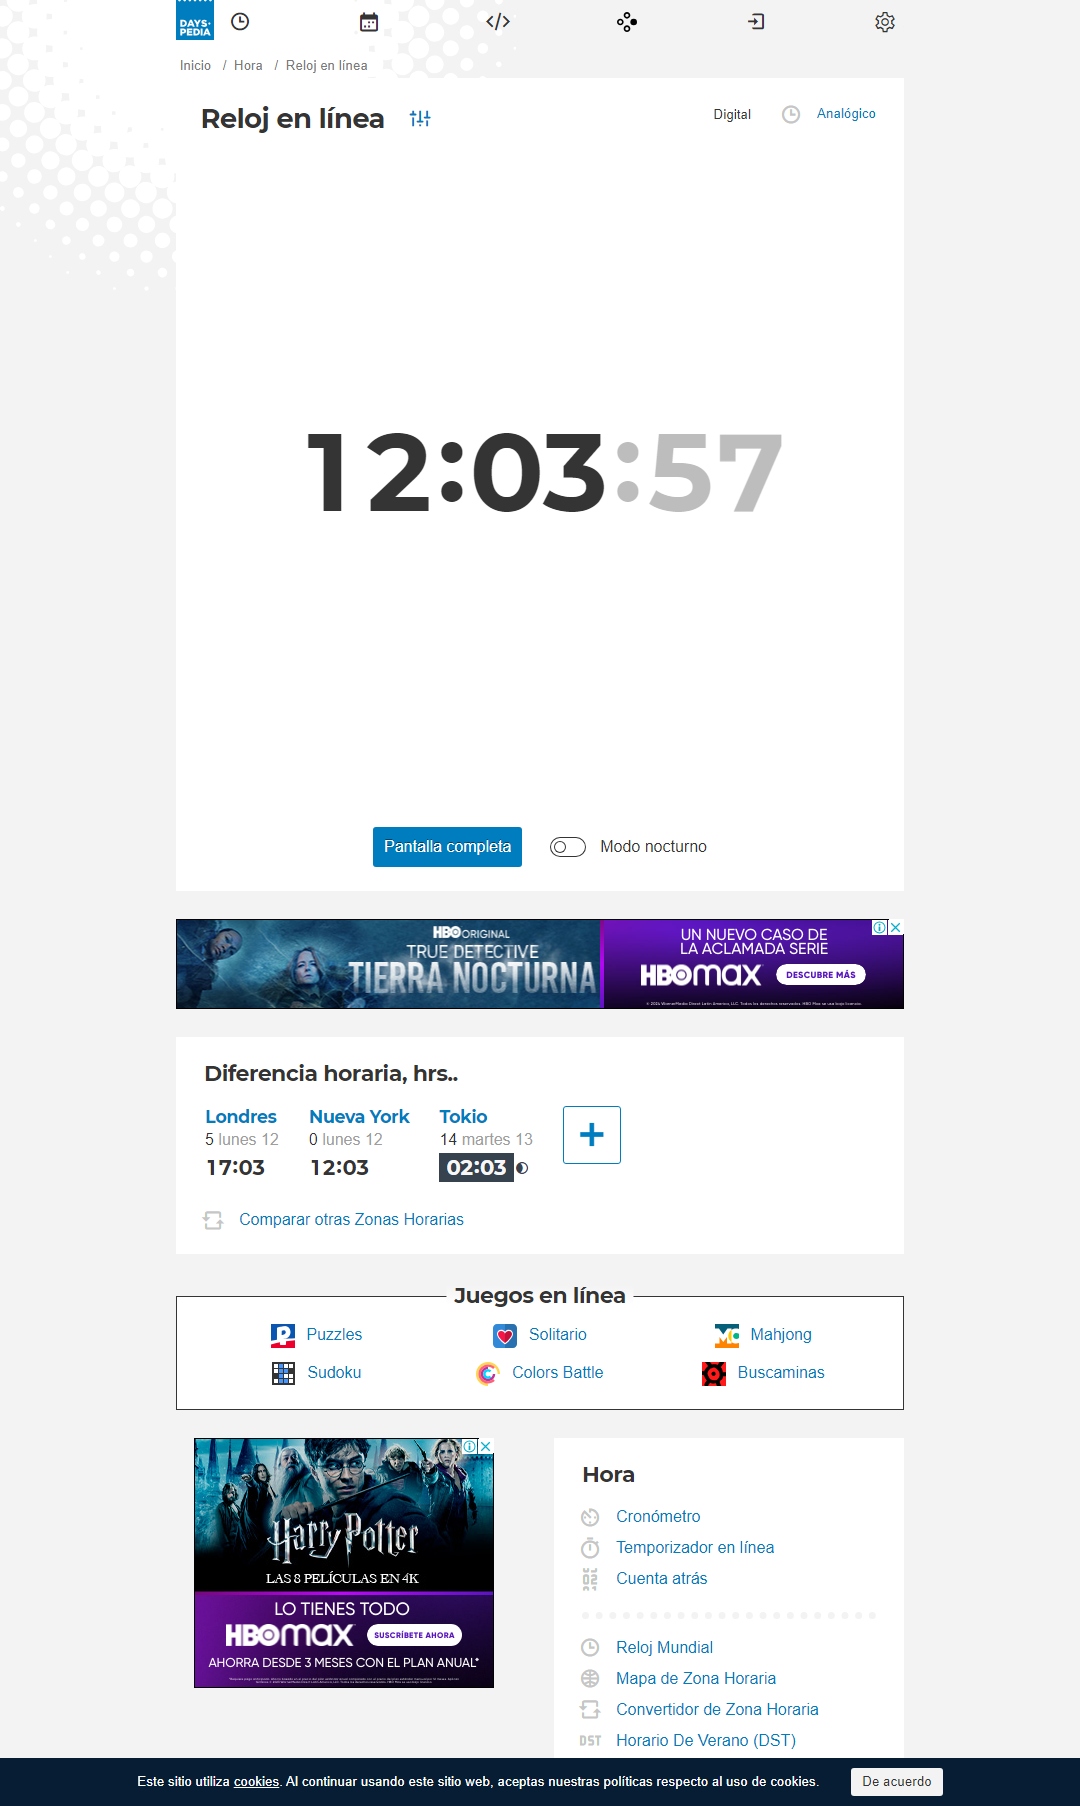 DAYS·
PEDIA
Inicio / Hora / Reloj en línea
Reloj en línea
Digital
Analógico
12:03:57
Pantalla completa
Modo nocturno
HBO ORIGINAL
TRUE DETECTIVE
TIERRA NOCTURNA
UN NUEVO CASO DE
LA ACLAMADA SERIE
HBOMAX
DESCUBRE MÁS
Diferencia horaria, hrs..
Londres
5 lunes 12
17:03
Nueva York
0 lunes 12
12:03
Tokio
14 martes 13
02:03
Comparar otras Zonas Horarias
Juegos en línea
Puzzles
Solitario
Mahjong
Sudoku
Colors Battle
Buscaminas
Harry Potter
LAS 8 PELÍCULAS EN 4K
LO TIENES TODO
HBOMAX
SUSCRÍBETE AHORA
AHORRA DESDE 3 MESES CON EL PLAN ANUAL*
Hora
Cronómetro
Temporizador en línea
Cuenta atrás
Reloj Mundial
Mapa de Zona Horaria
Convertidor de Zona Horaria
DST Horario De Verano (DST)
Este sitio utiliza cookies. Al continuar usando este sitio web, aceptas nuestras políticas respecto al uso de cookies.
De acuerdo